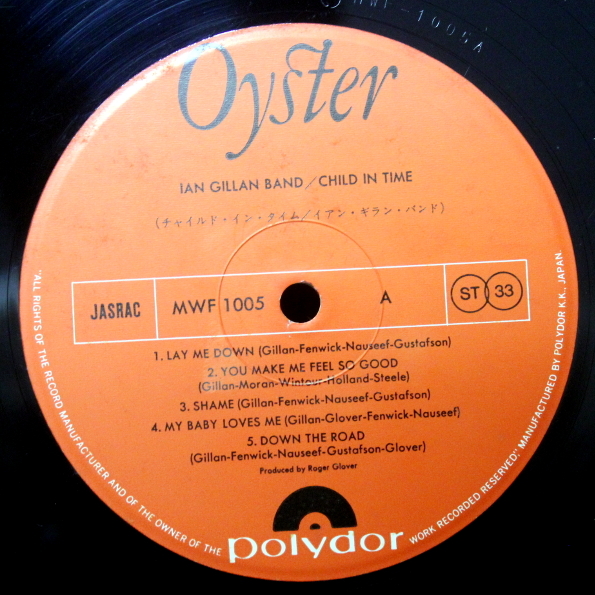 MWF-1005A
Oyster
IAN GILLAN BAND/CHILD IN TIME
(チャイルド・イン・タイム/イアン・ギラン・バンド)
JASRAC
MWF 1005
A
ST 33
1. LAY ME DOWN (Gillan-Fenwick-Nauseef-Gustafson)
2. YOU MAKE ME FEEL SO GOOD
(Gillan-Moran-Wintour-Holland-Steele)
3. SHAME (Gillan-Fenwick-Nauseef-Gustafson)
4. MY BABY LOVES ME (Gillan-Glover-Fenwick-Nauseef)
5. DOWN THE ROAD
(Gillan-Fenwick-Nauseef-Gustafson-Glover)
Produced by Roger Glover
polydor
"ALL RIGHTS OF THE RECORD MANUFACTURER AND OF THE OWNER OF THE WORK RECORDED RESERVED." MANUFACTURED BY POLYDOR K.K., JAPAN.